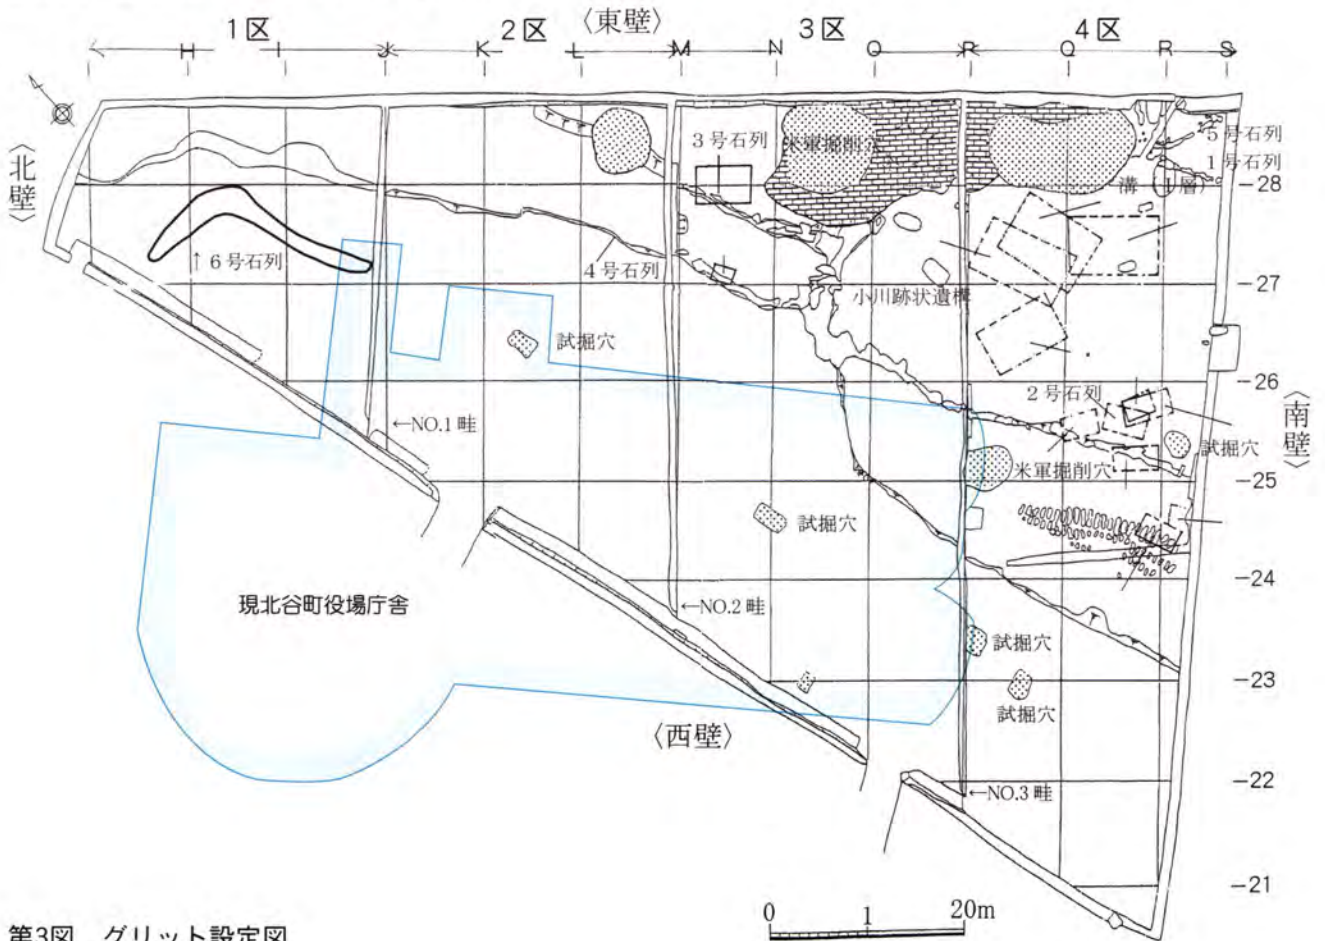 1区
2区
〈東壁〉
3区
4区
H
I
J
K
L
M
N
O
P
Q
R
S
〈北壁〉
3号石列
米軍掘削穴
5号石列
1号石列
－28
↑6号石列
4号石列
－27
小川跡状遺構
試掘穴
－26
2号石列
〈南壁〉
←NO.1畦
試掘穴
米軍掘削穴
－25
試掘穴
－24
現北谷町役場庁舎
←NO.2畦
試掘穴
－23
試掘穴
〈西壁〉
－22
←NO.3畦
－21
0
1
20m
第3図 グリット設定図